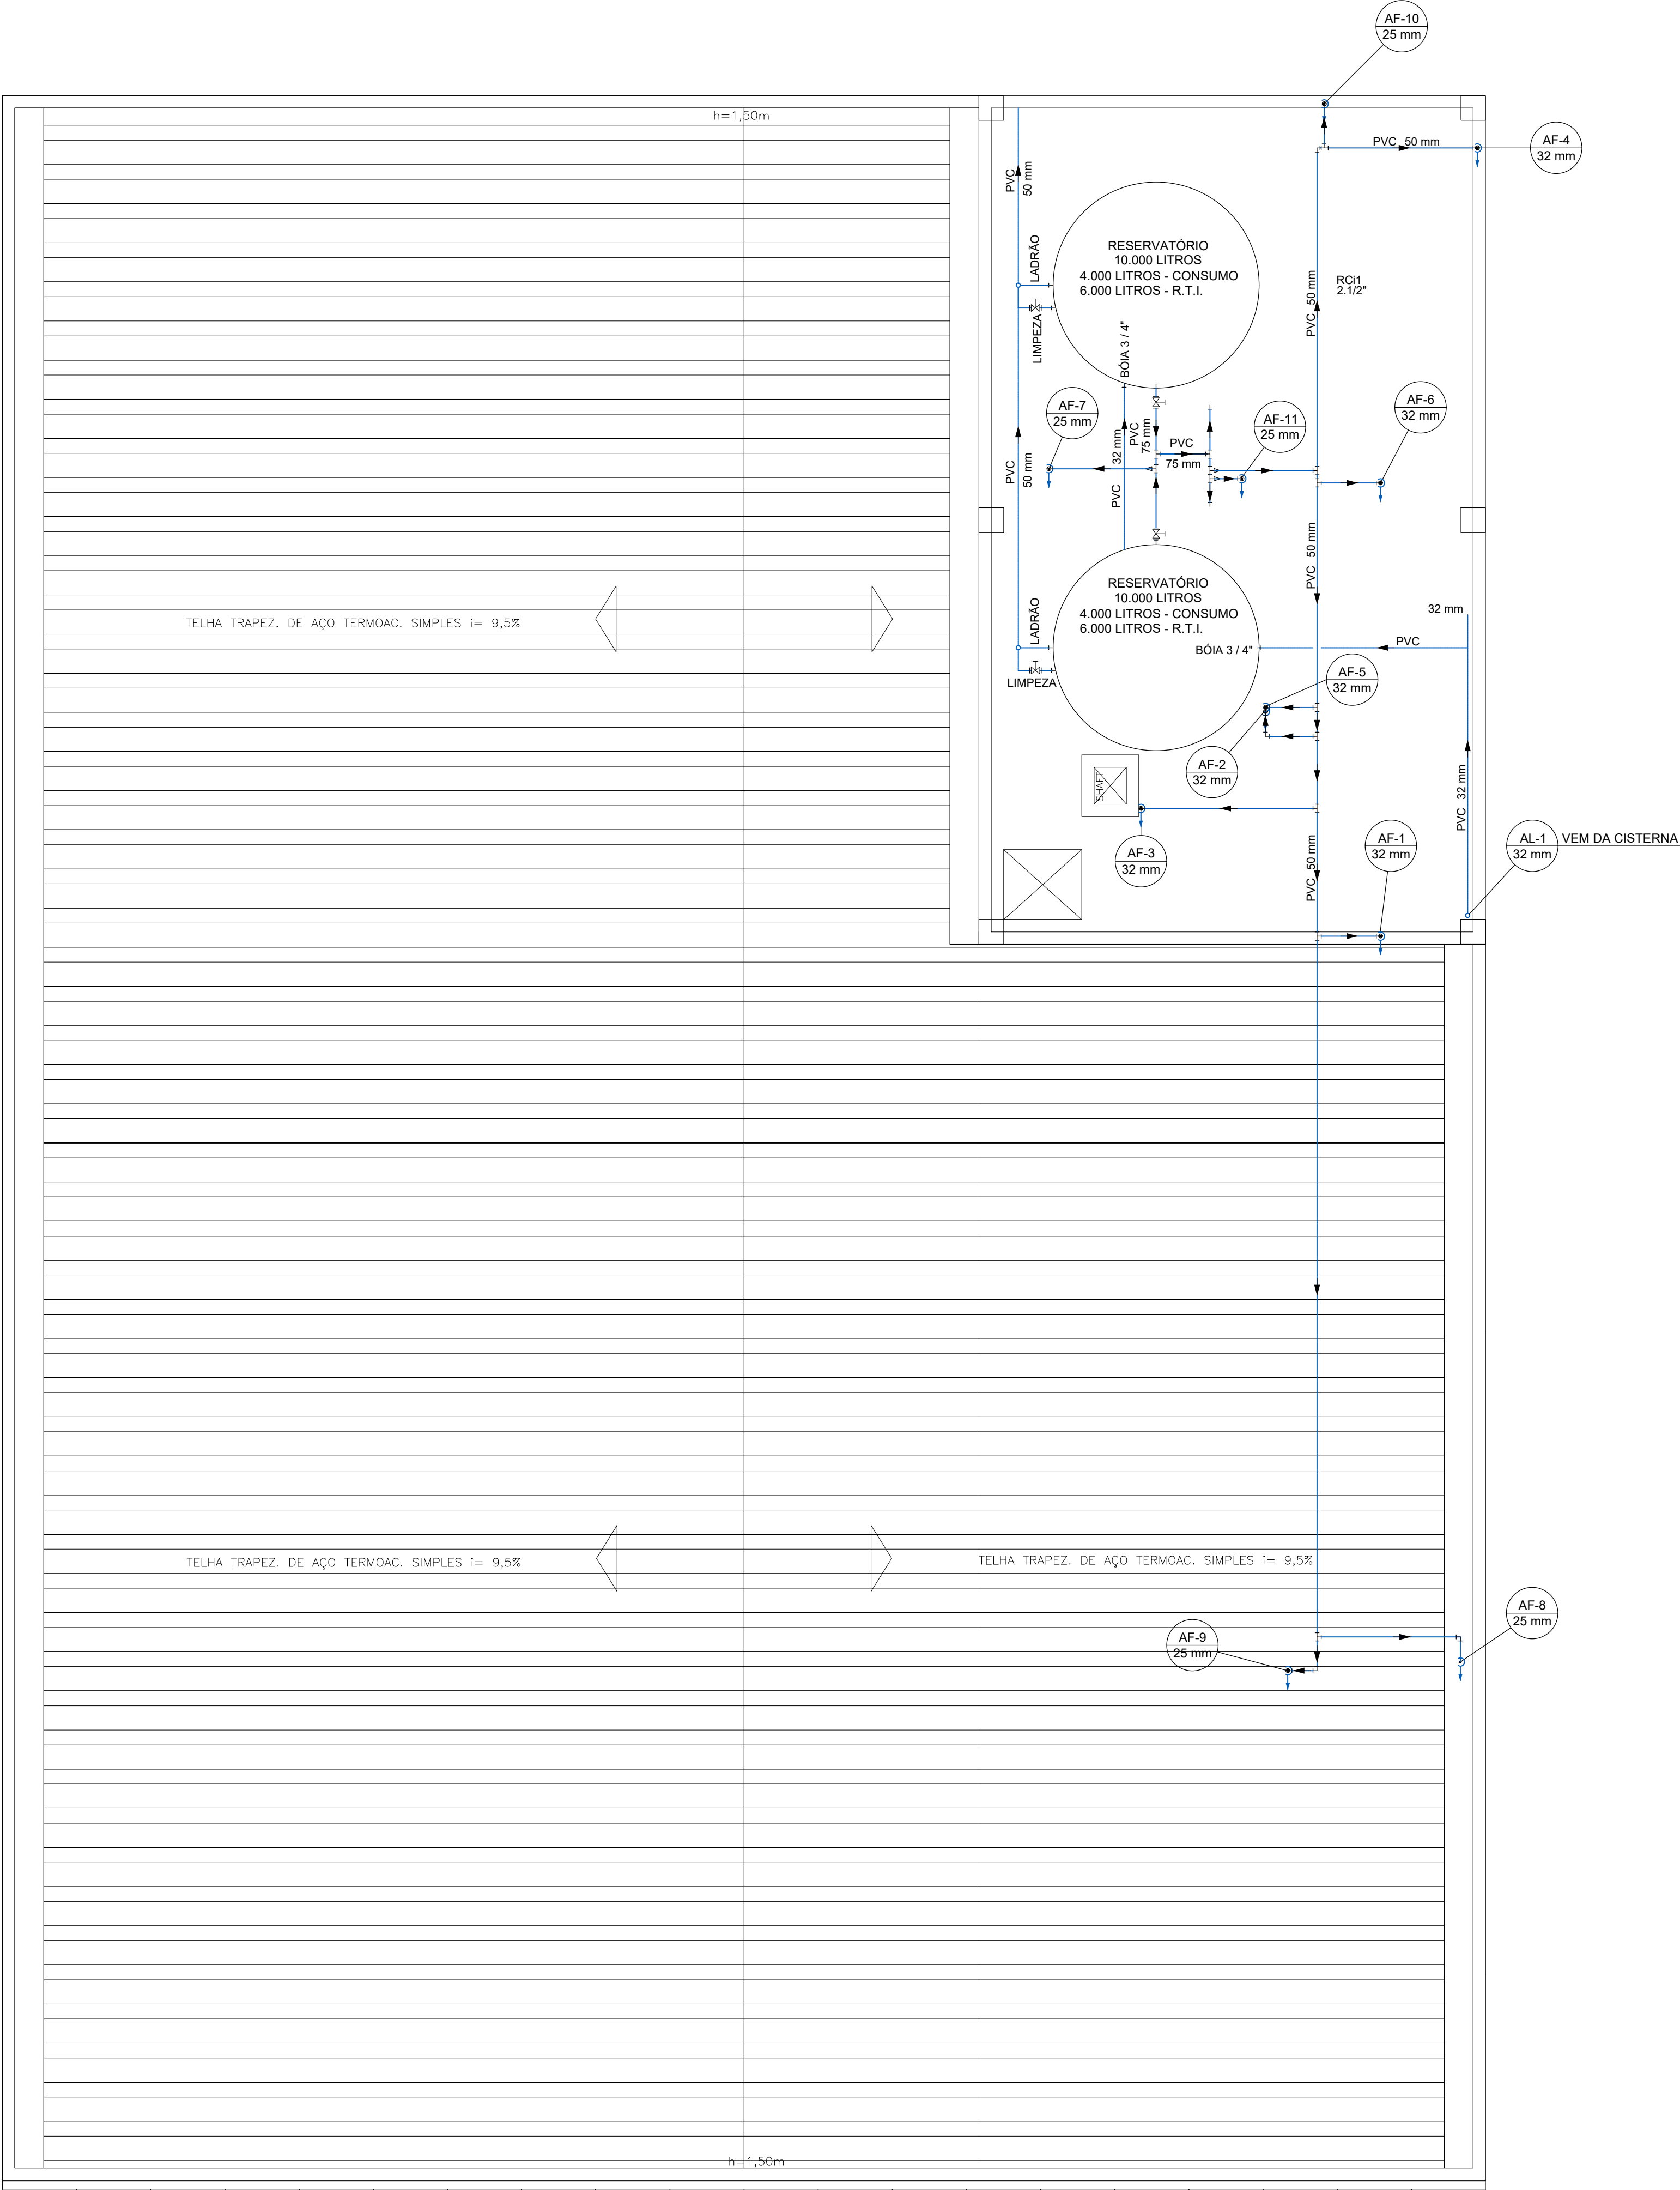 AF-10
25 mm
h=1,50m
PVC 50 mm
AF-4
32 mm
PVC
50 mm
LADRÃO
RESERVATÓRIO
10.000 LITROS
4.000 LITROS - CONSUMO
6.000 LITROS - R.T.I.
PVC 50 mm
RCi1
2.1/2"
LIMPEZA
BÓIA 3 / 4"
AF-7
25 mm
AF-11
25 mm
AF-6
32 mm
PVC
50 mm
PVC 32 mm
PVC
75 mm
PVC
75 mm
PVC 50 mm
RESERVATÓRIO
10.000 LITROS
4.000 LITROS - CONSUMO
6.000 LITROS - R.T.I.
TELHA TRAPEZ. DE AÇO TERMOAC. SIMPLES i= 9,5%
LADRÃO
32 mm
BÓIA 3 / 4"
PVC
LIMPEZA
AF-5
32 mm
AF-2
32 mm
SHAFT
PVC 32 mm
AF-3
32 mm
PVC 50 mm
AF-1
32 mm
AL-1
32 mm
VEM DA CISTERNA
TELHA TRAPEZ. DE AÇO TERMOAC. SIMPLES i= 9,5%
TELHA TRAPEZ. DE AÇO TERMOAC. SIMPLES i= 9,5%
AF-8
25 mm
AF-9
25 mm
h=1,50m